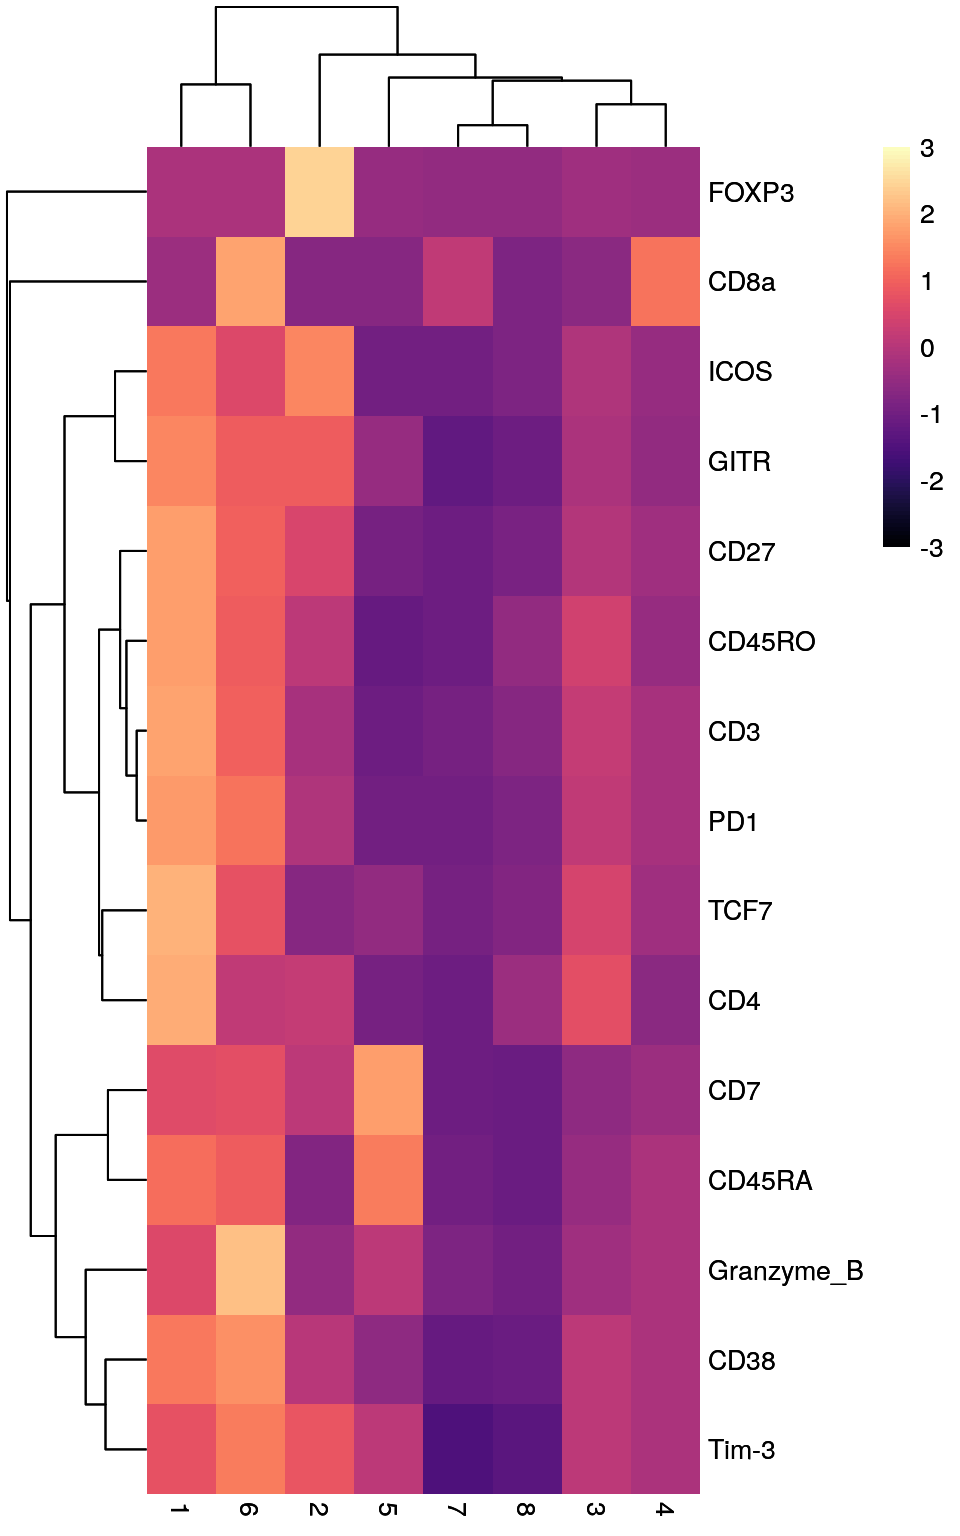 3
FOXP3
2
CD8a
1
0
ICOS
-1
GITR
-2
-3
CD27
CD45RO
CD3
PD1
TCF7
CD4
CD7
CD45RA
Granzyme_B
CD38
Tim-3
1 6 2 5 7 8 3 4